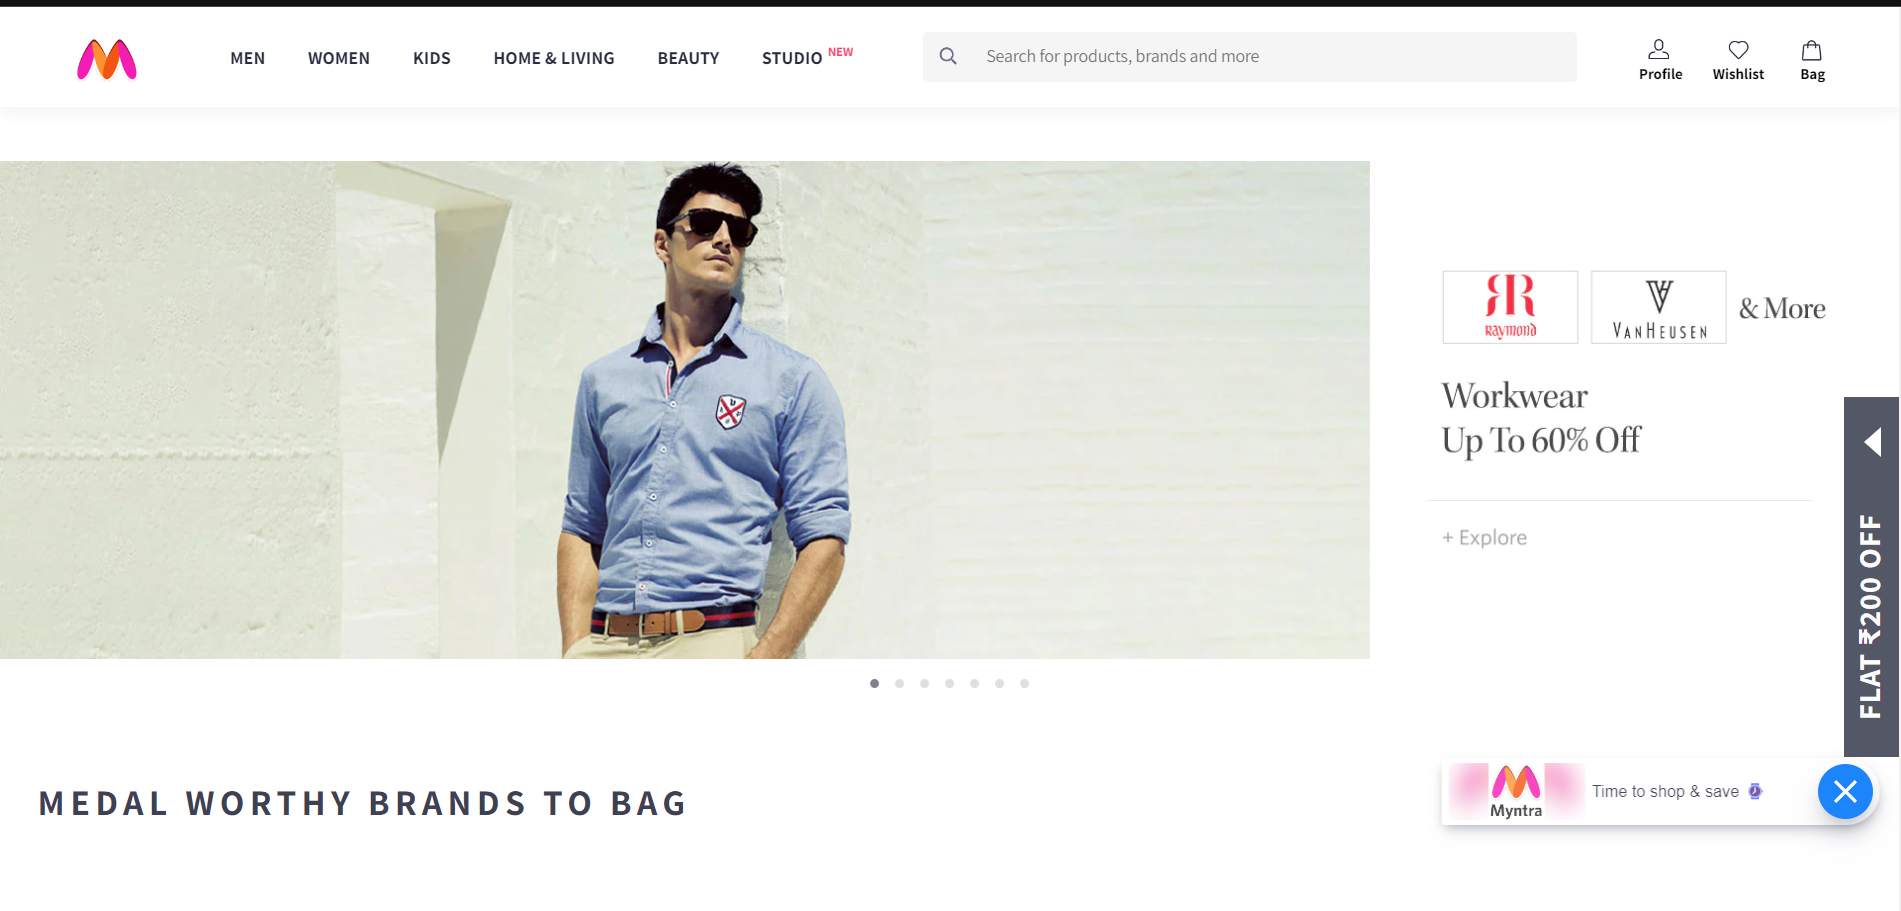 MEN WOMEN KIDS HOME & LIVING BEAUTY STUDIO NEW
Search for products, brands and more
Profile Wishlist Bag
Raymond
VAN HEUSEN
& More
Workwear
Up To 60% Off
+ Explore
FLAT ₹200 OFF
MEDAL WORTHY BRANDS TO BAG
Myntra
Time to shop & save